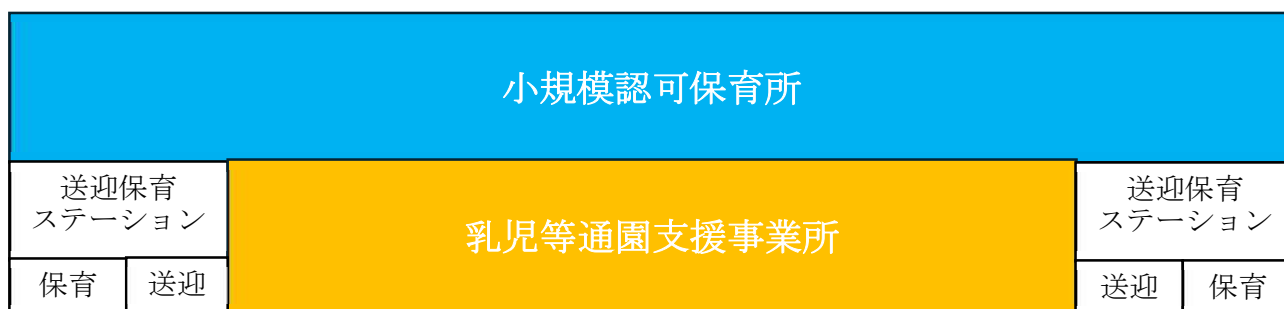 小規模認可保育所
送迎保育
ステーション
乳児等通園支援事業所
送迎保育
ステーション
保育
送迎
送迎
保育